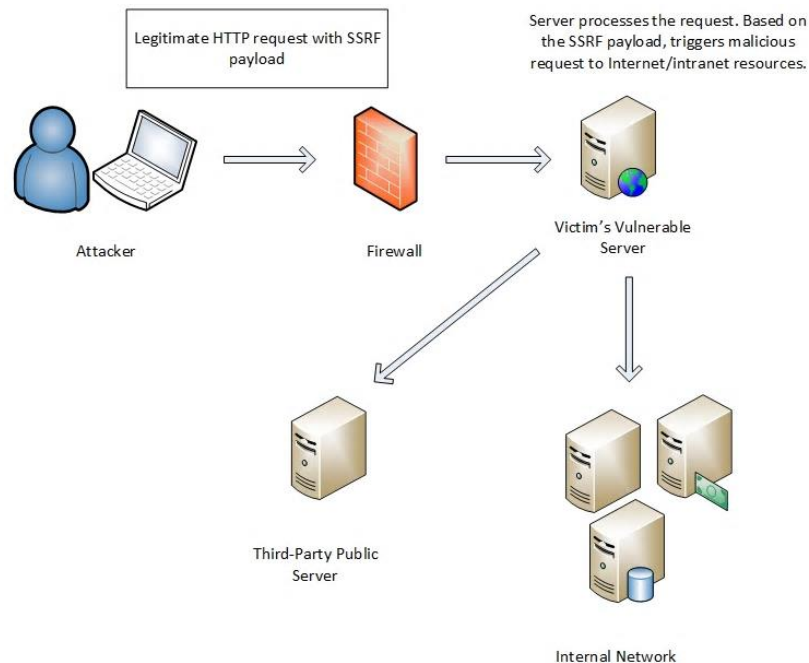 Legitimate HTTP request with SSRF
payload
Server processes the request. Based on
the SSRF payload, triggers malicious
request to Internet/intranet resources.
Attacker
Firewall
Victim's Vulnerable
Server
Third-Party Public
Server
Internal Network